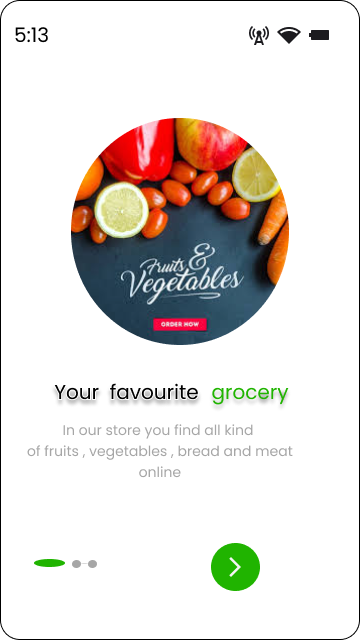 5:13
Fruits &
Vegetables
ORDER NOW
Your favourite grocery
In our store you find all kind
of fruits , vegetables , bread and meat
online